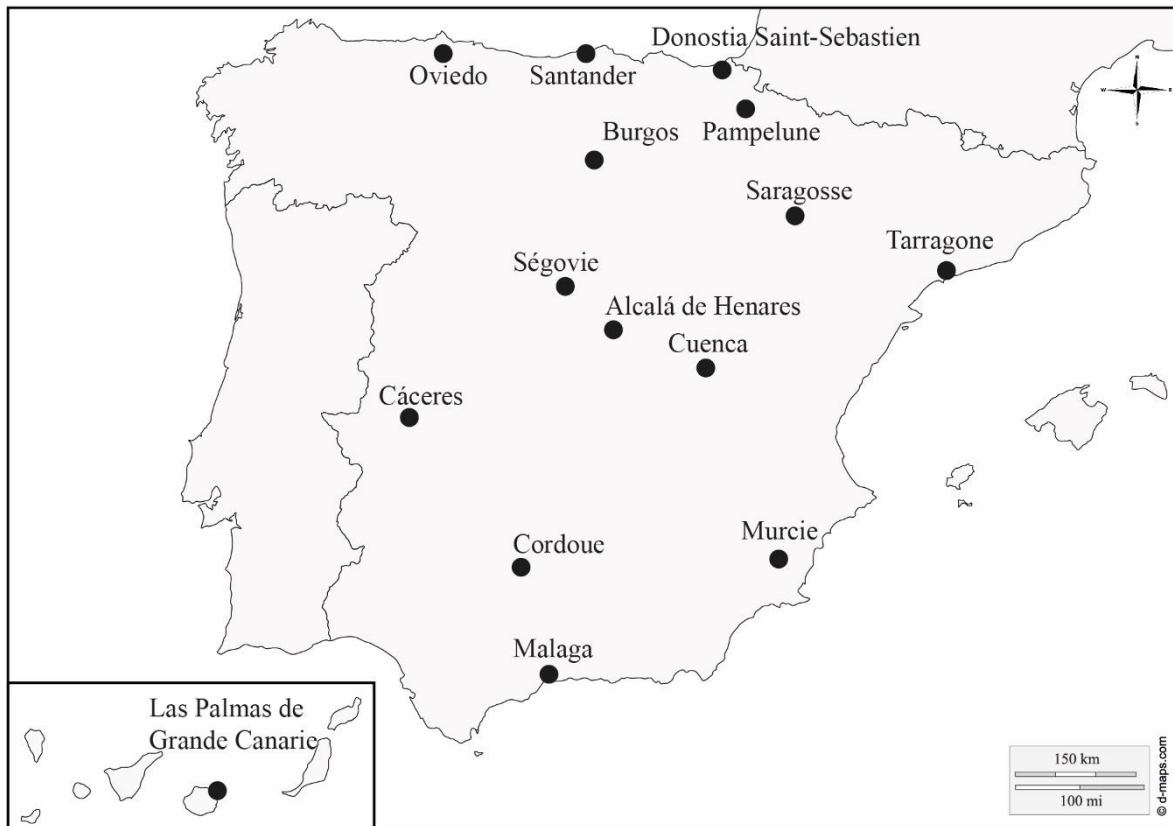 Donostia Saint-Sebastien
Oviedo
Santander
Burgos
Pampelune
Saragosse
Tarragone
Ségovie
Alcalá de Henares
Cuenca
Cáceres
Cordoue
Murcie
Malaga
Las Palmas de
Grande Canarie
N
W
E
S
150 km
100 mi
© d-maps.com